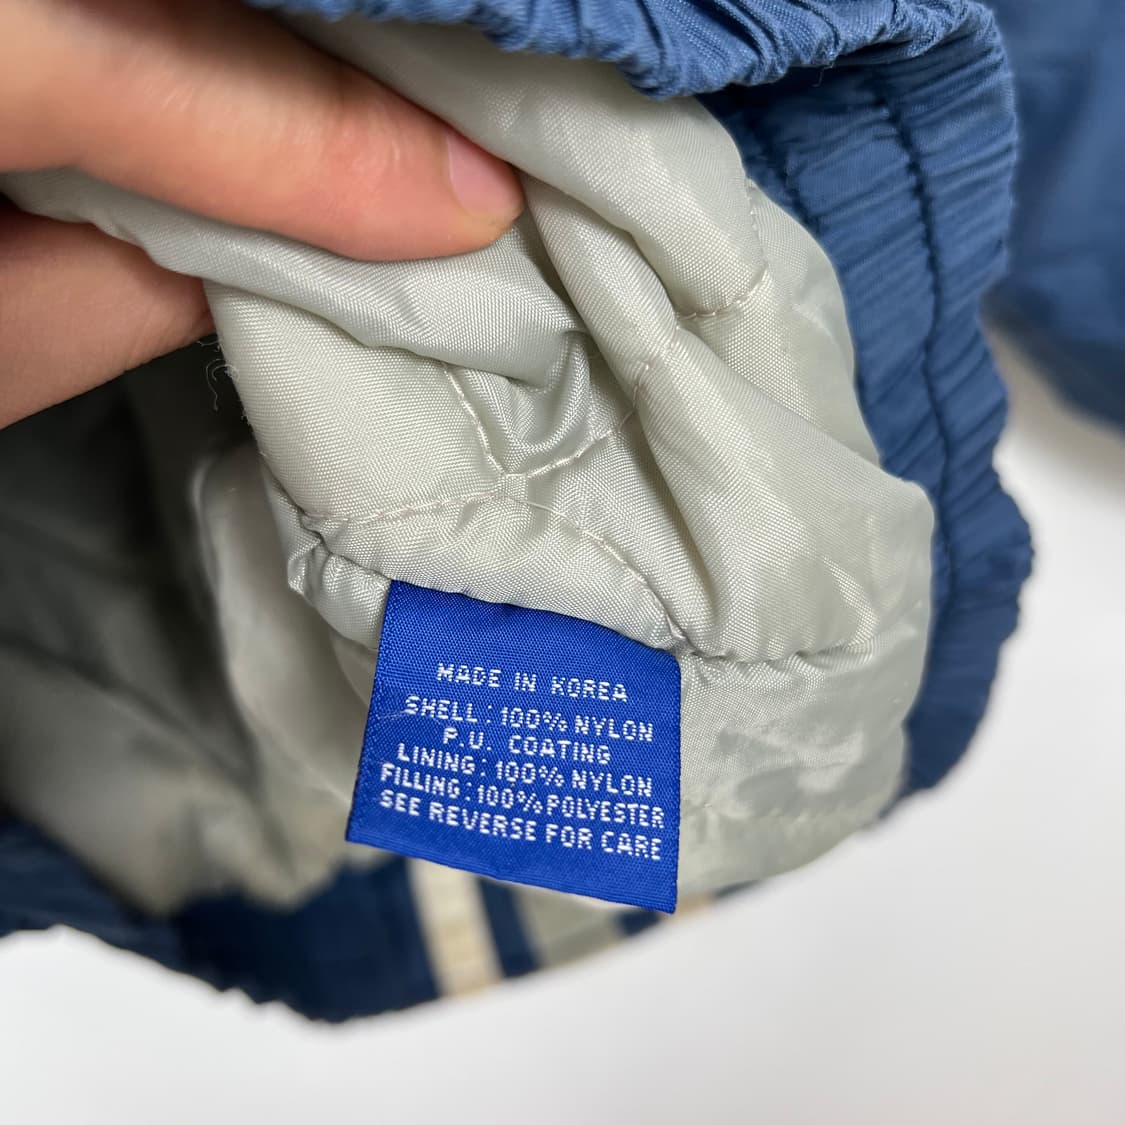 MADE IN KOREA
SHELL: 100% NYLON
P.U. COATING
LINING: 100% NYLON
FILLING: 100% POLYESTER
SEE REVERSE FOR CARE